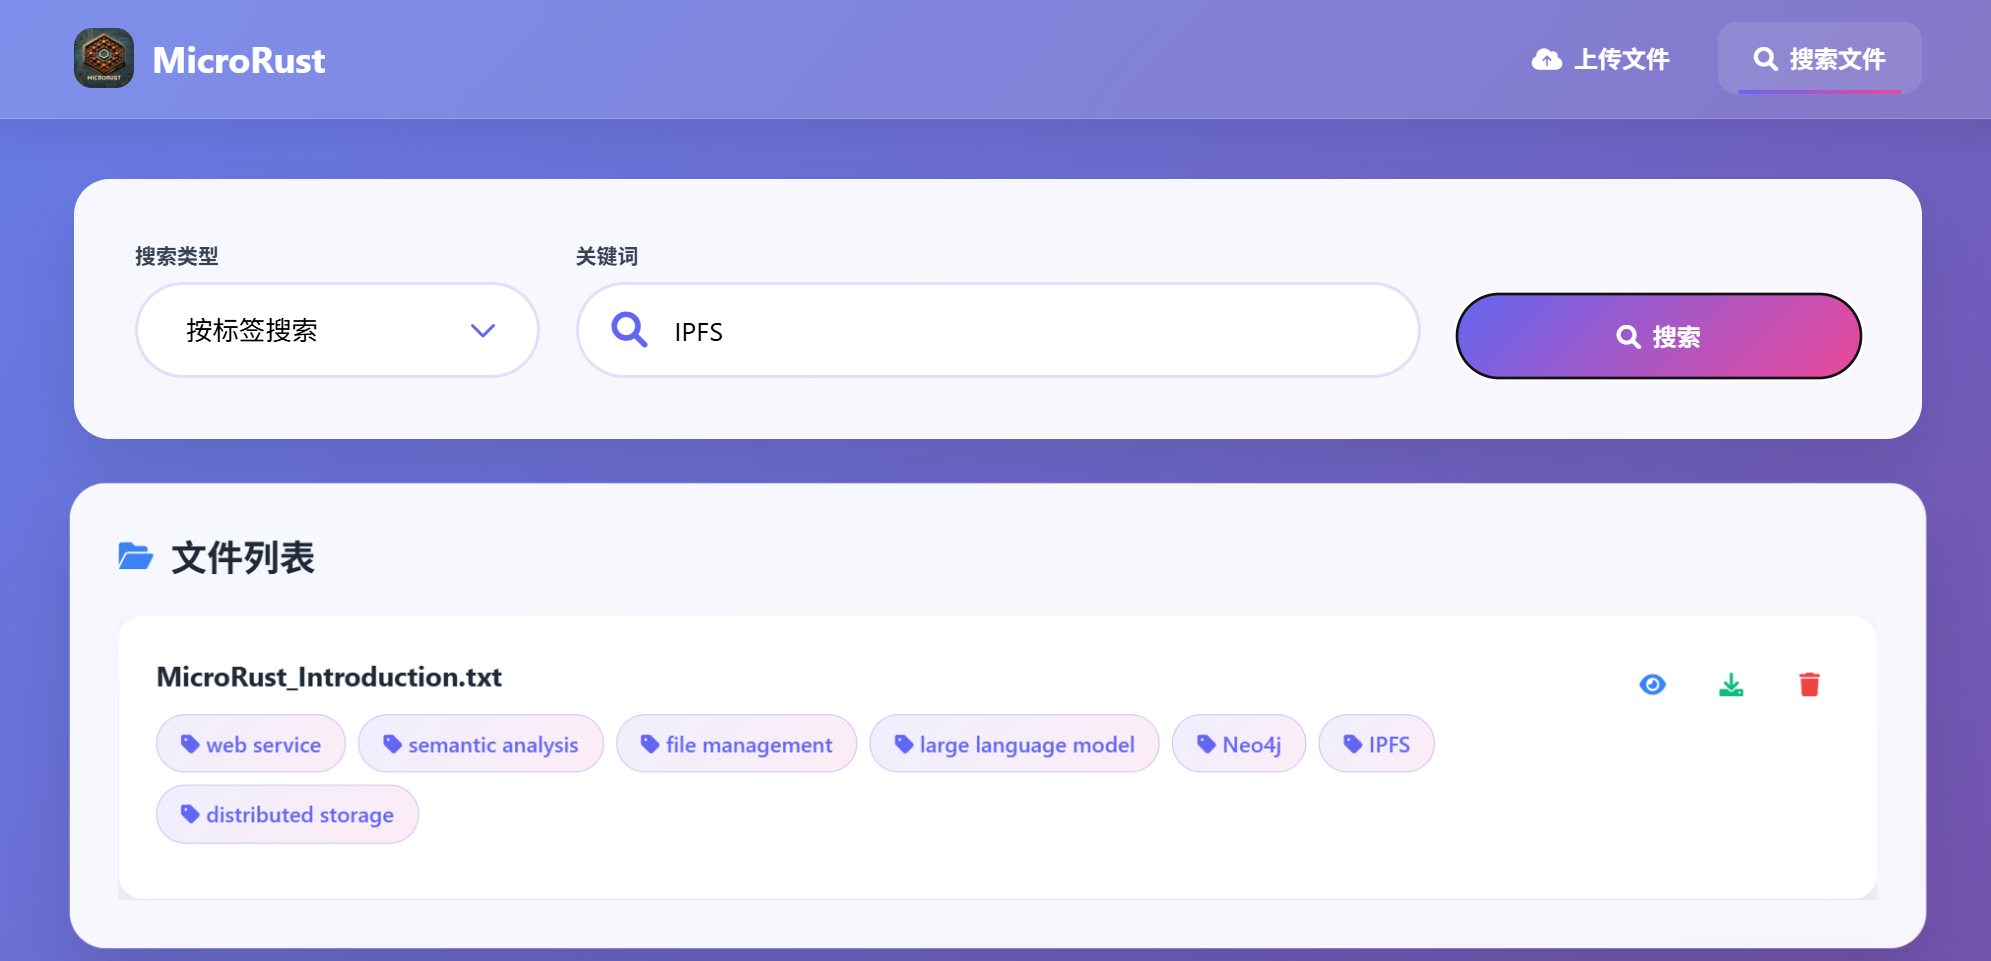 MICRORUST
MicroRust
上传文件
搜索文件
搜索类型
关键词
按标签搜索
IPFS
搜索
文件列表
MicroRust_Introduction.txt
web service
semantic analysis
file management
large language model
Neo4j
IPFS
distributed storage